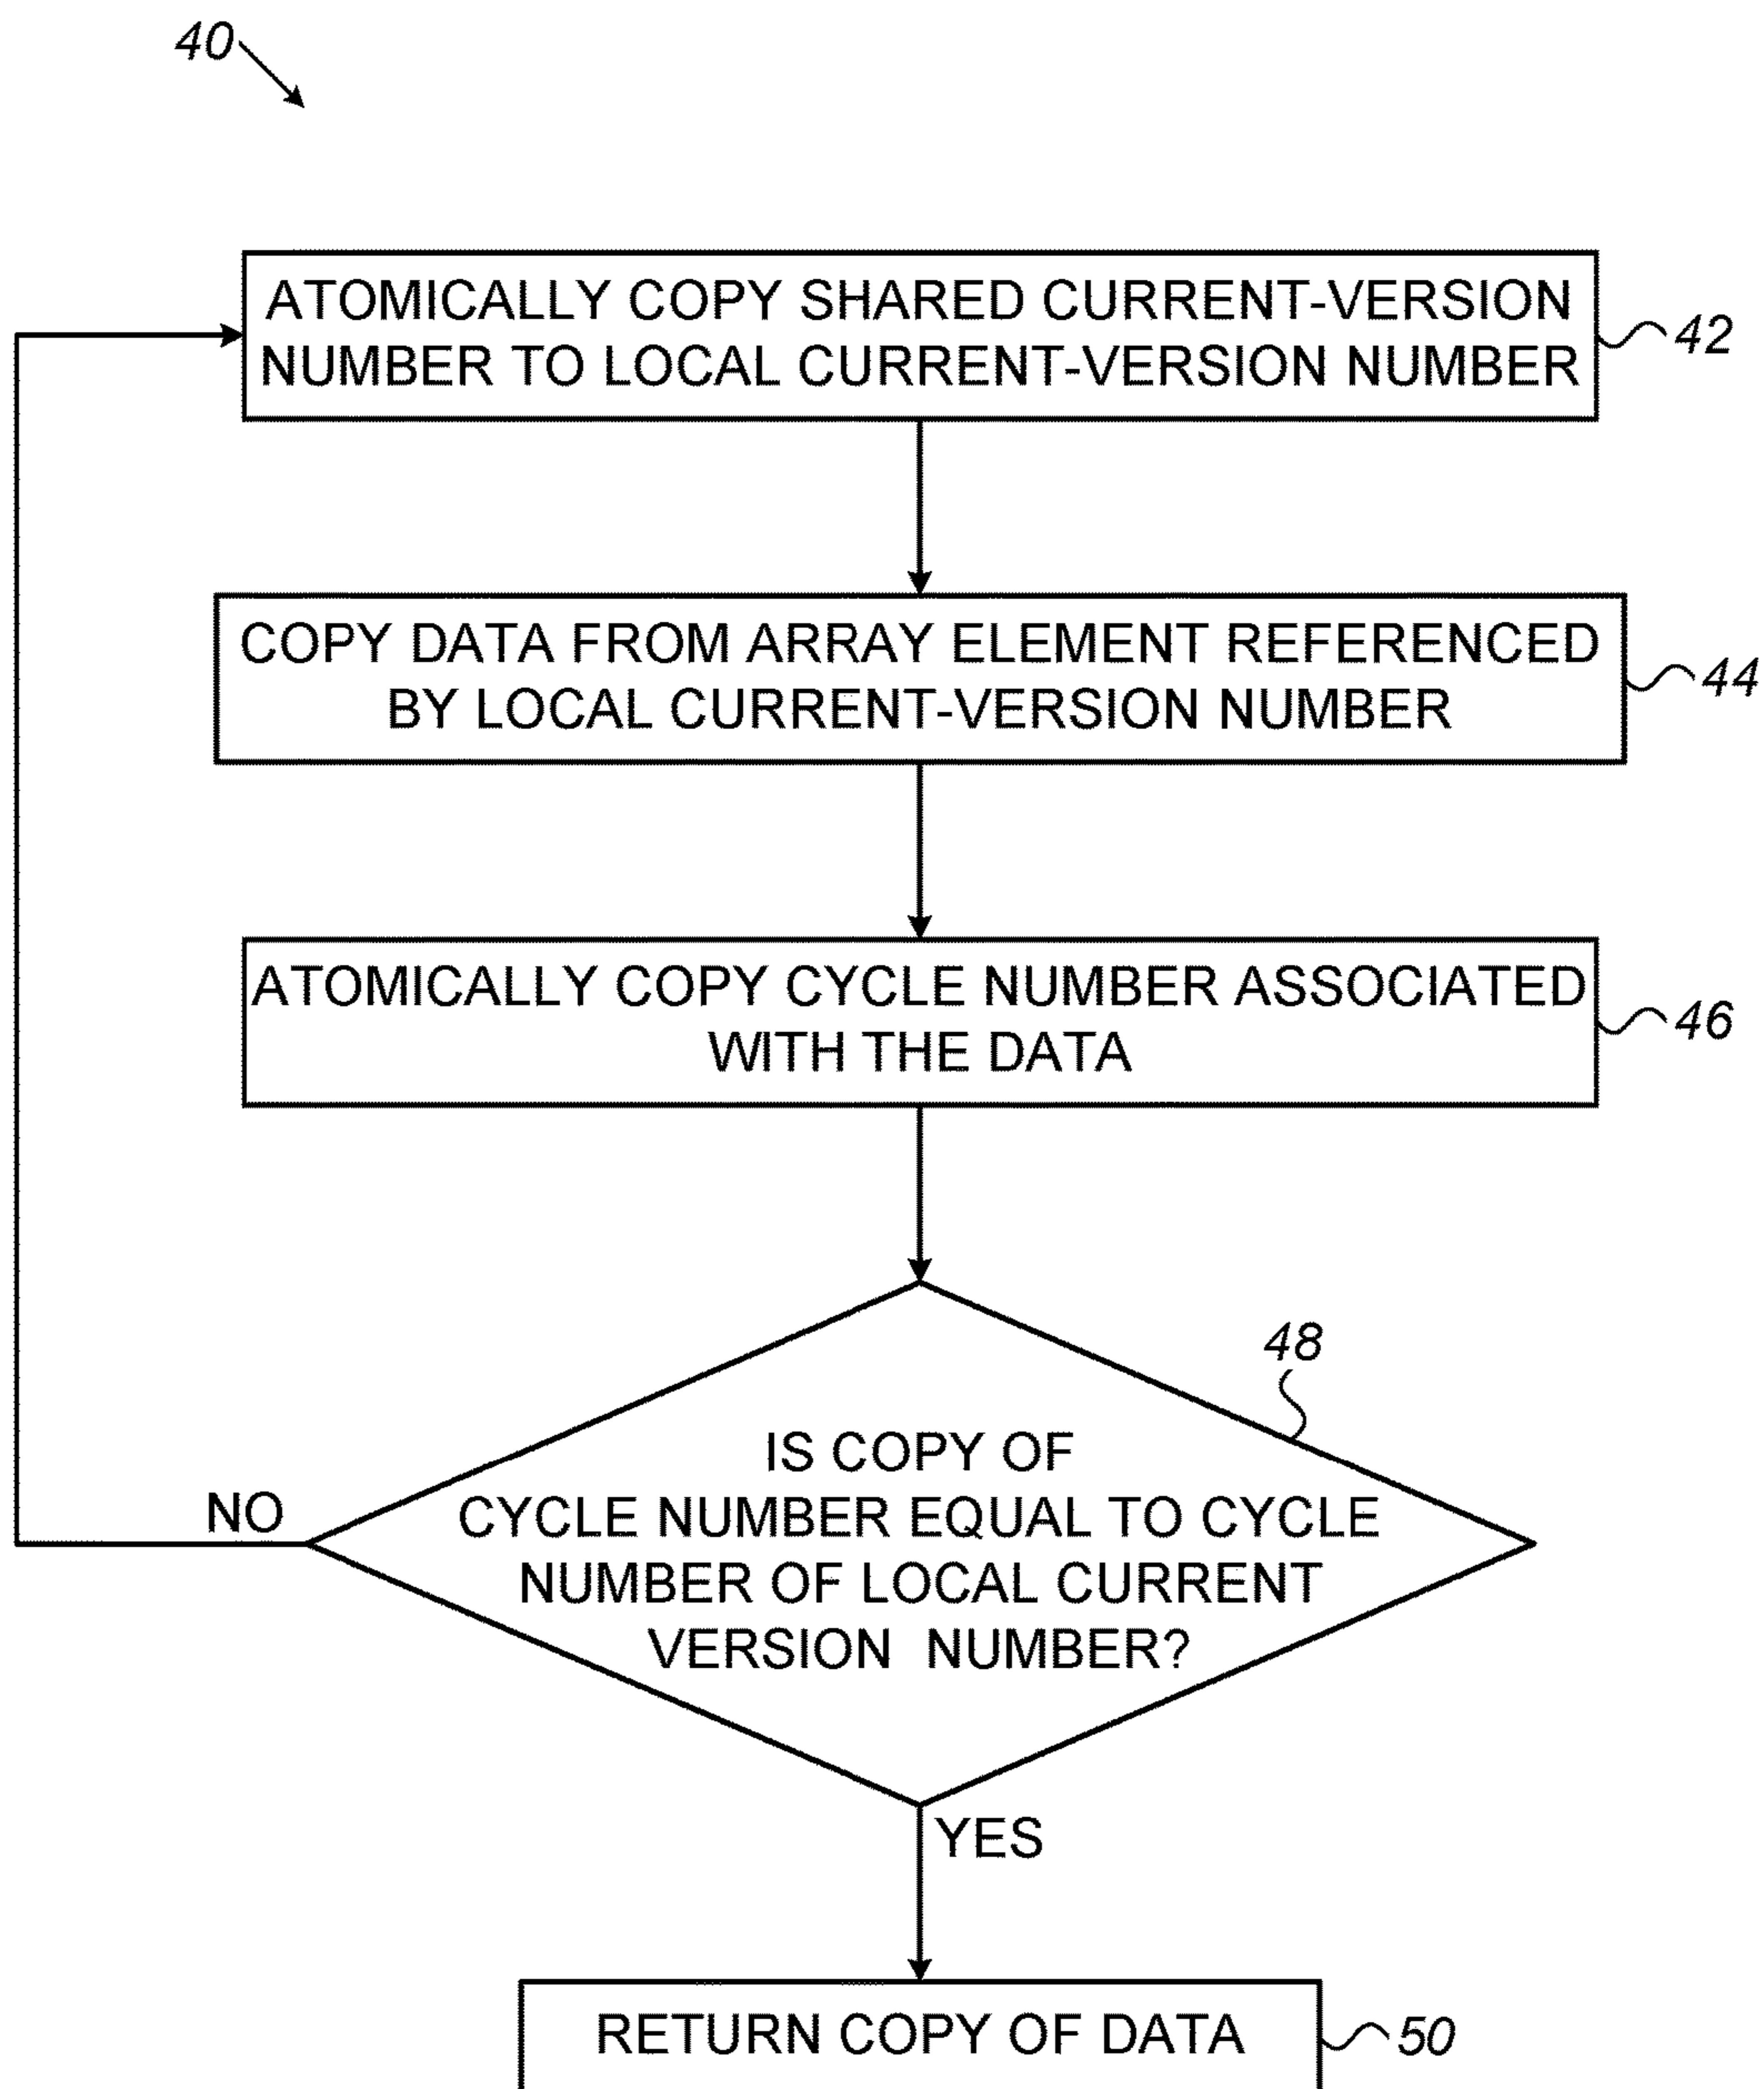 40
ATOMICALLY COPY SHARED CURRENT-VERSION
NUMBER TO LOCAL CURRENT-VERSION NUMBER
42
COPY DATA FROM ARRAY ELEMENT REFERENCED
BY LOCAL CURRENT-VERSION NUMBER
44
ATOMICALLY COPY CYCLE NUMBER ASSOCIATED
WITH THE DATA
46
48
IS COPY OF
CYCLE NUMBER EQUAL TO CYCLE
NUMBER OF LOCAL CURRENT
VERSION NUMBER?
NO
YES
RETURN COPY OF DATA
50